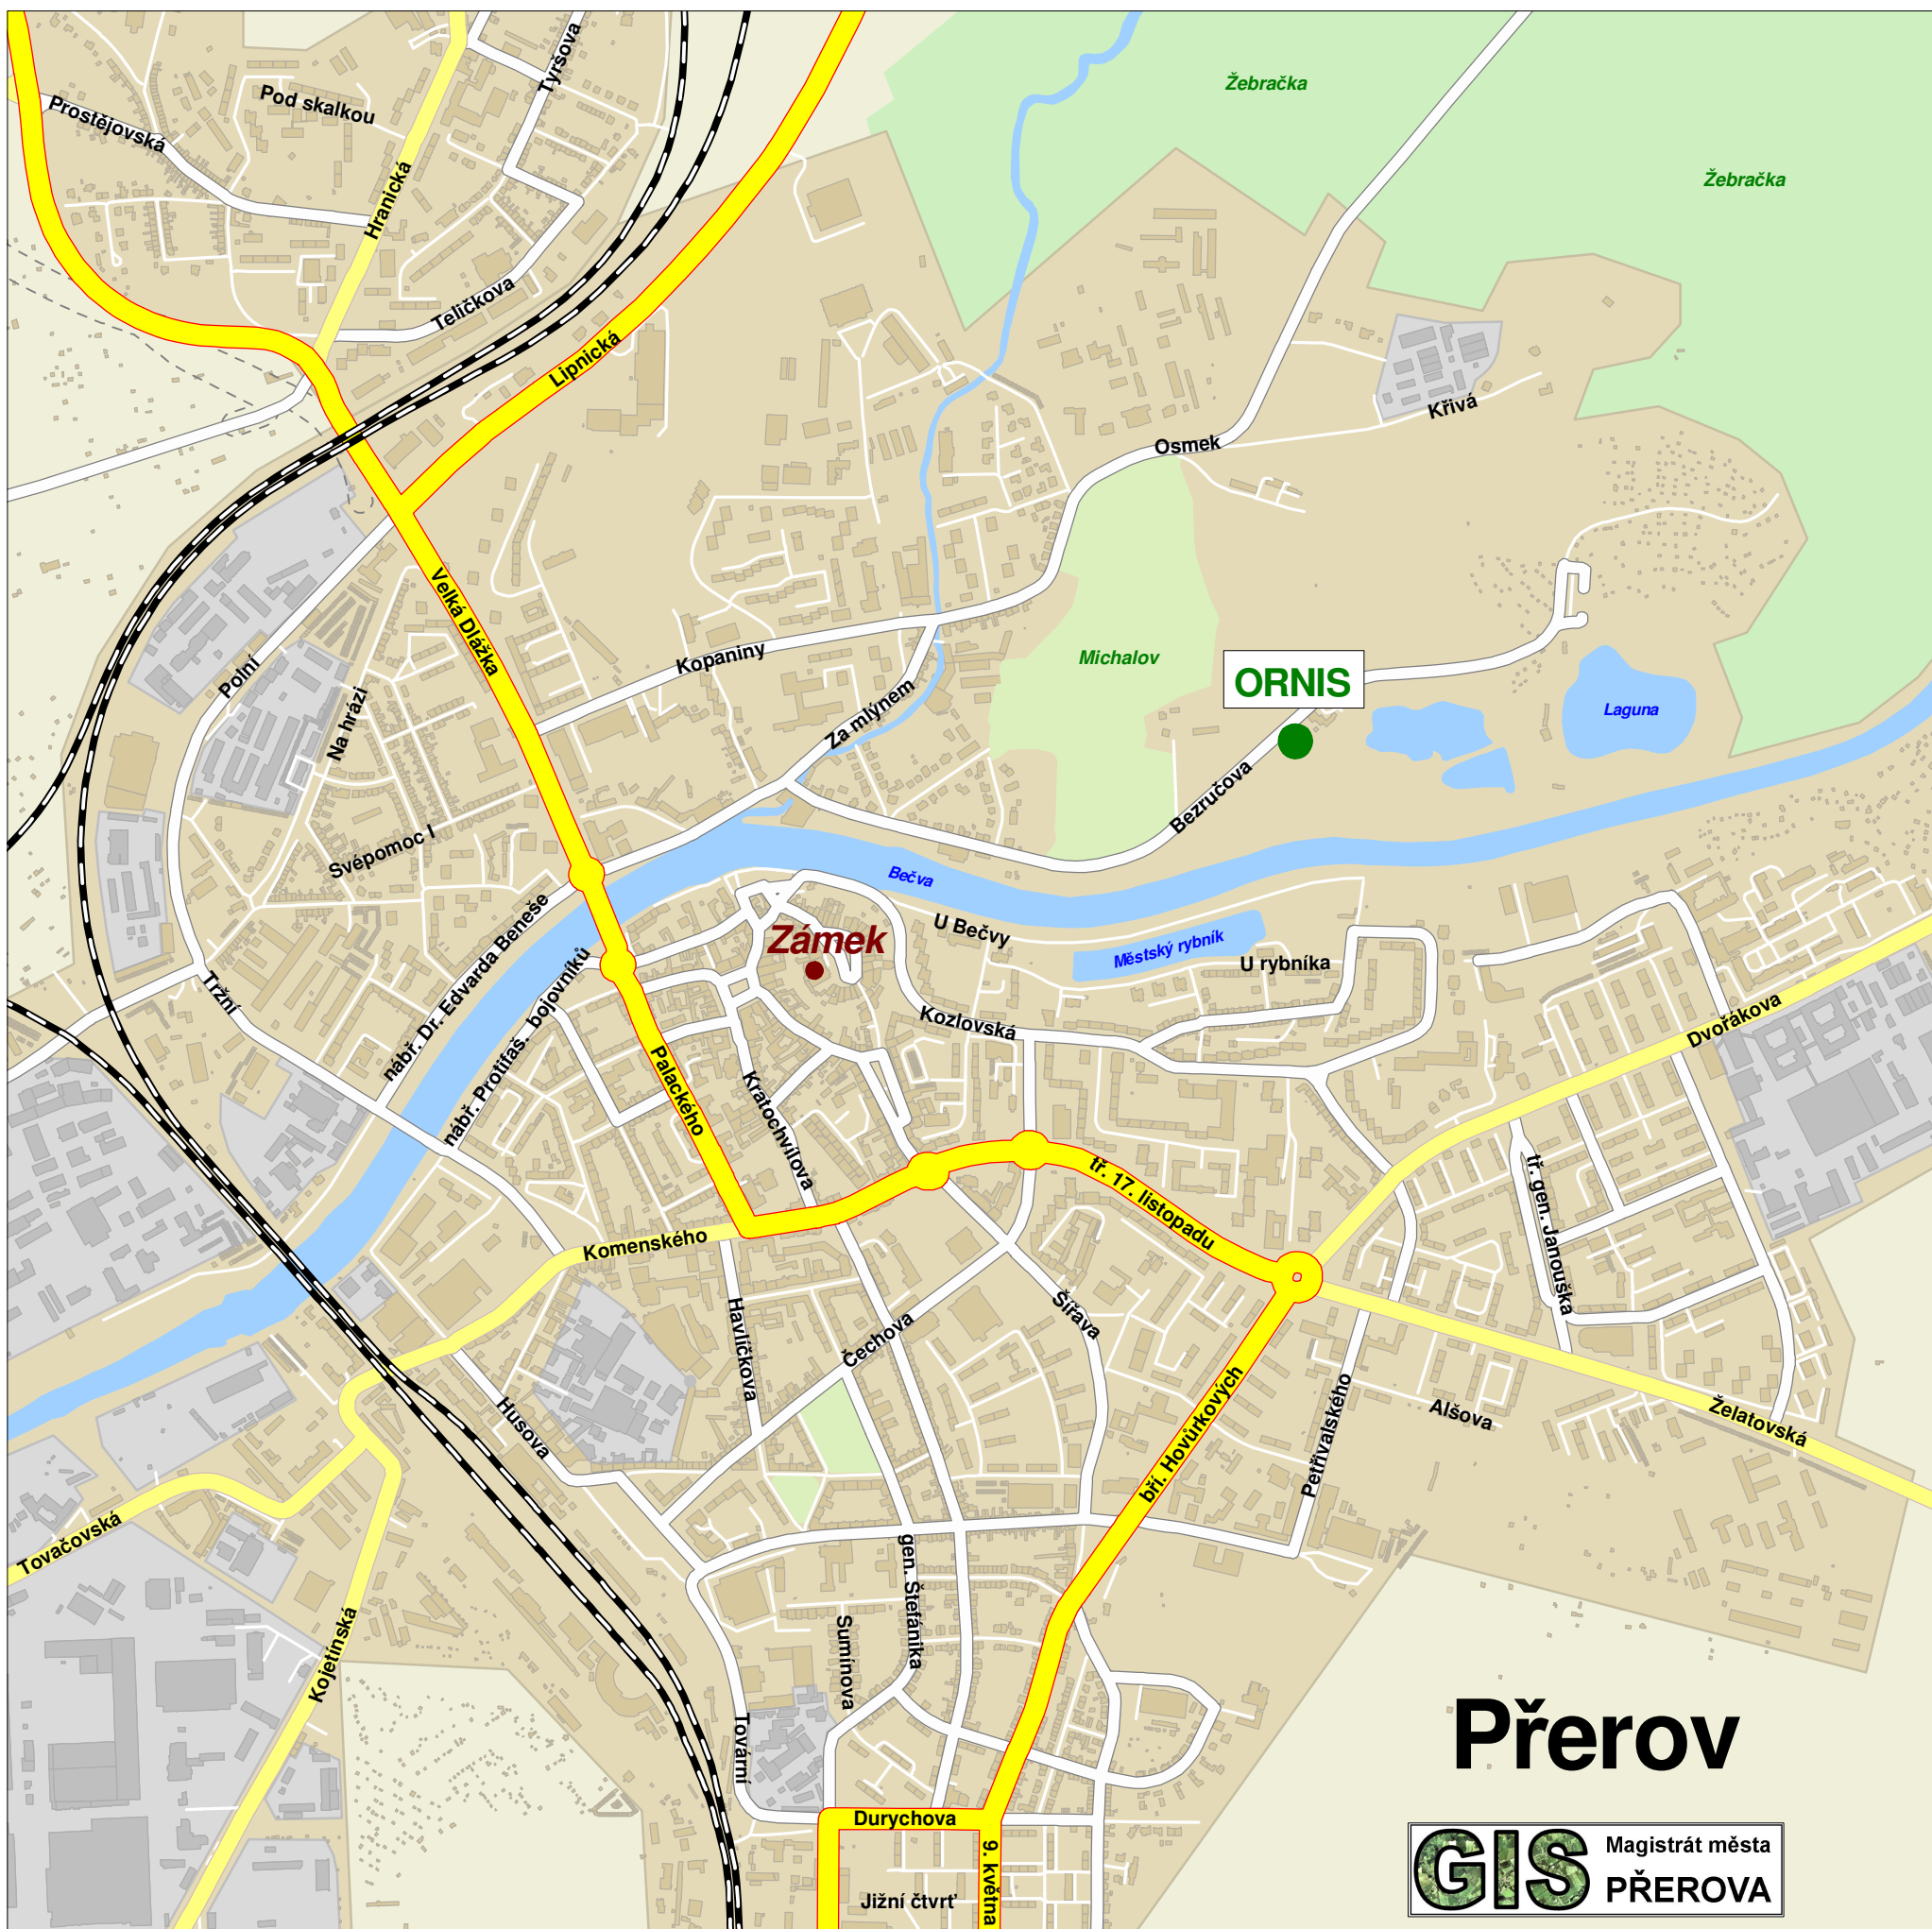 Tyršova
Žebračka
Pod skalkou
Prostějovská
Hranická
Žebračka
Teličkova
Lipnická
Křivá
Osmek
Velká Dlážka
Kopaniny
Michalov
ORNIS
Polní
Na hrázi
Za mlýnem
Laguna
Bezručova
Svépomoc I
Bečva
U Bečvy
Zámek
Městský rybník
U rybníka
nábř. Dr. Edvarda Beneše
nábř. Protifaš. bojovníků
Tržní
Kozlovská
Dvořákova
Palackého
Kratochvílova
tř. 17. listopadu
tř. gen. Janouška
Komenského
Havlíčkova
Čechova
Šířava
Husova
bří. Hovůrkových
Petřivalského
Alšova
Želatovská
Tovačovská
gen. Štefánika
Sumínova
Kojetínská
Tovární
Přerov
Durychova
9. května
Jižní čtvrť
GIS
Magistrát města
PŘEROVA